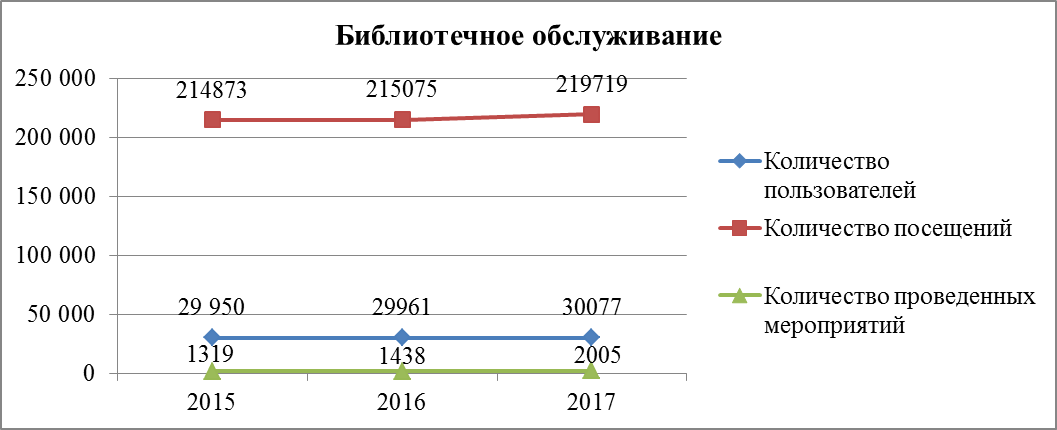 Библиотечное обслуживание
250 000
200 000
150 000
100 000
50 000
0
214873 215075 219719
29 950 29961 30077
1319 1438 2005
2015 2016 2017
Количество
пользователей
Количество посещений
Количество проведенных
мероприятий